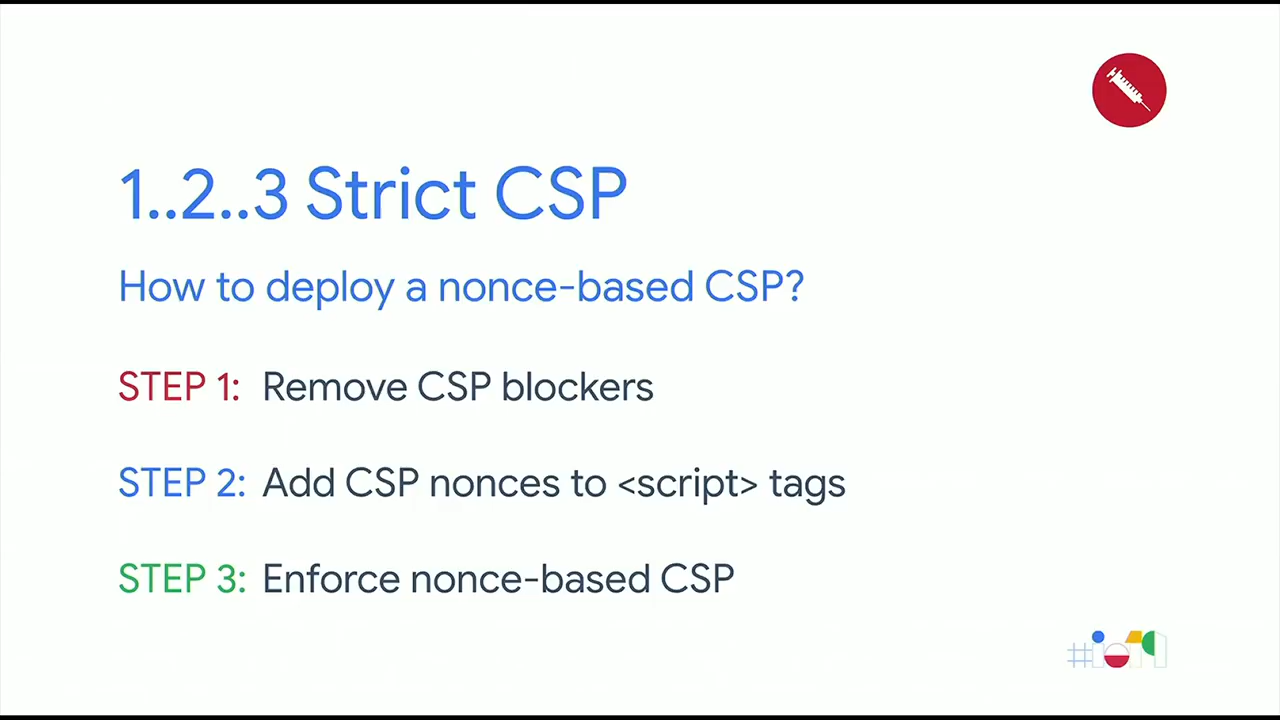 1..2..3 Strict CSP
How to deploy a nonce-based CSP?
STEP 1: Remove CSP blockers
STEP 2: Add CSP nonces to <script> tags
STEP 3: Enforce nonce-based CSP
#io19